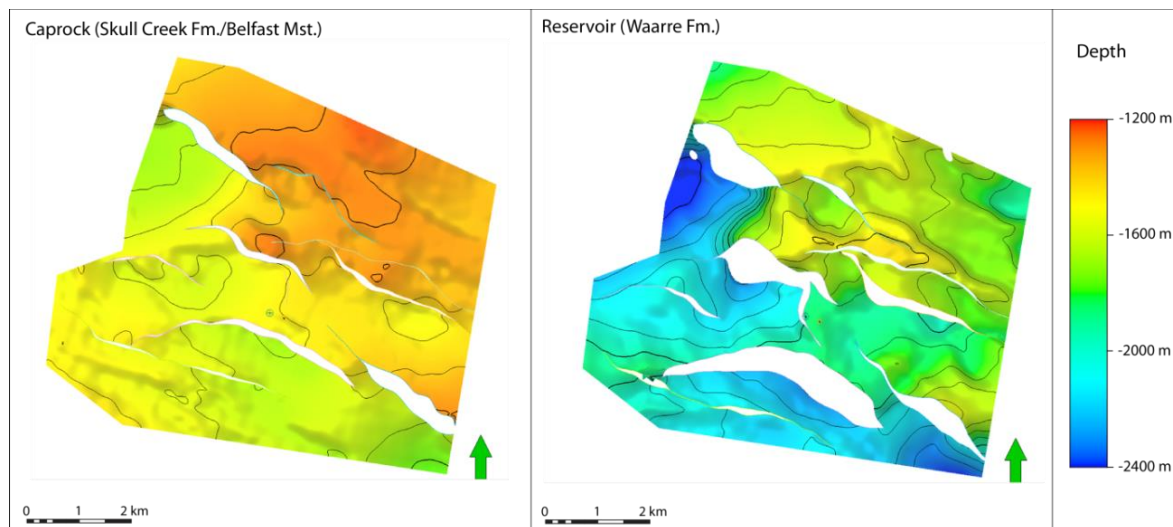 Caprock (Skull Creek Fm./Belfast Mst.)
Reservoir (Waarre Fm.)
Depth
-1200 m
-1600 m
-2000 m
-2400 m
0 1 2 km
0 1 2 km